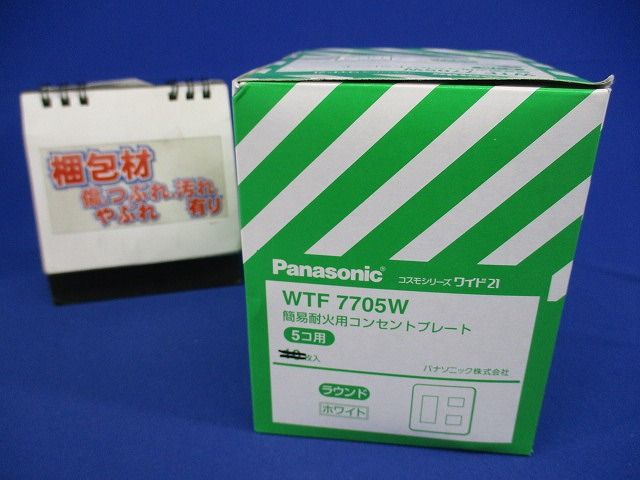 梱包材
傷,つぶれ,汚れ
やぶれ 有り
Panasonic コスモシリーズ ワイド21
WTF 7705W
簡易耐火用コンセントプレート
5コ用
枚入
パナソニック株式会社
ラウンド
ホワイト